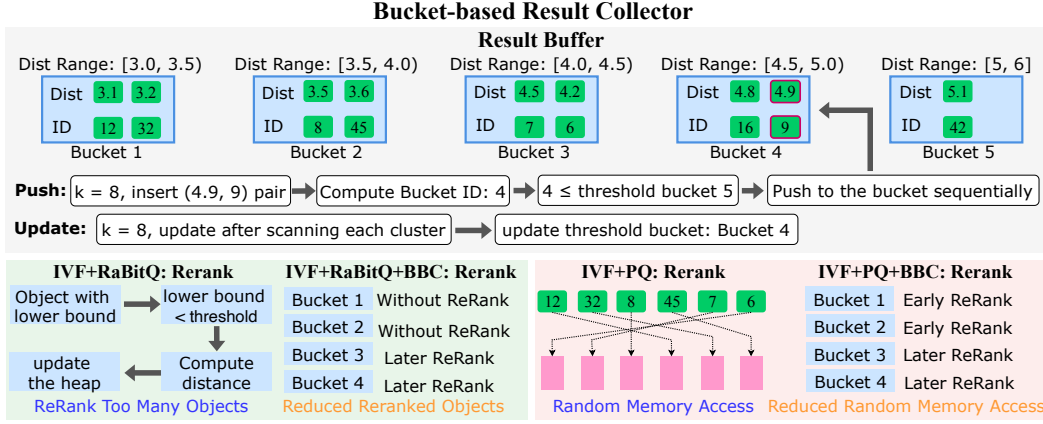 Bucket-based Result Collector
Result Buffer
Dist Range: [3.0, 3.5)
Dist 3.1 3.2
ID 12 32
Bucket 1
Dist Range: [3.5, 4.0)
Dist 3.5 3.6
ID 8 45
Bucket 2
Dist Range: [4.0, 4.5)
Dist 4.5 4.2
ID 7 6
Bucket 3
Dist Range: [4.5, 5.0)
Dist 4.8 4.9
ID 16 9
Bucket 4
Dist Range: [5, 6]
Dist 5.1
ID 42
Bucket 5
Push: k = 8, insert (4.9, 9) pair Compute Bucket ID: 4 4 ≤ threshold bucket 5 Push to the bucket sequentially
Update: k = 8, update after scanning each cluster update threshold bucket: Bucket 4
IVF+RaBitQ: Rerank
Object with
lower bound
lower bound
< threshold
Compute
distance
update
the heap
ReRank Too Many Objects
IVF+RaBitQ+BBC: Rerank
Bucket 1 Without ReRank
Bucket 2 Without ReRank
Bucket 3 Later ReRank
Bucket 4 Later ReRank
Reduced Reranked Objects
IVF+PQ: Rerank
12 32 8 45 7 6
Random Memory Access
IVF+PQ+BBC: Rerank
Bucket 1 Early ReRank
Bucket 2 Early ReRank
Bucket 3 Later ReRank
Bucket 4 Later ReRank
Reduced Random Memory Access